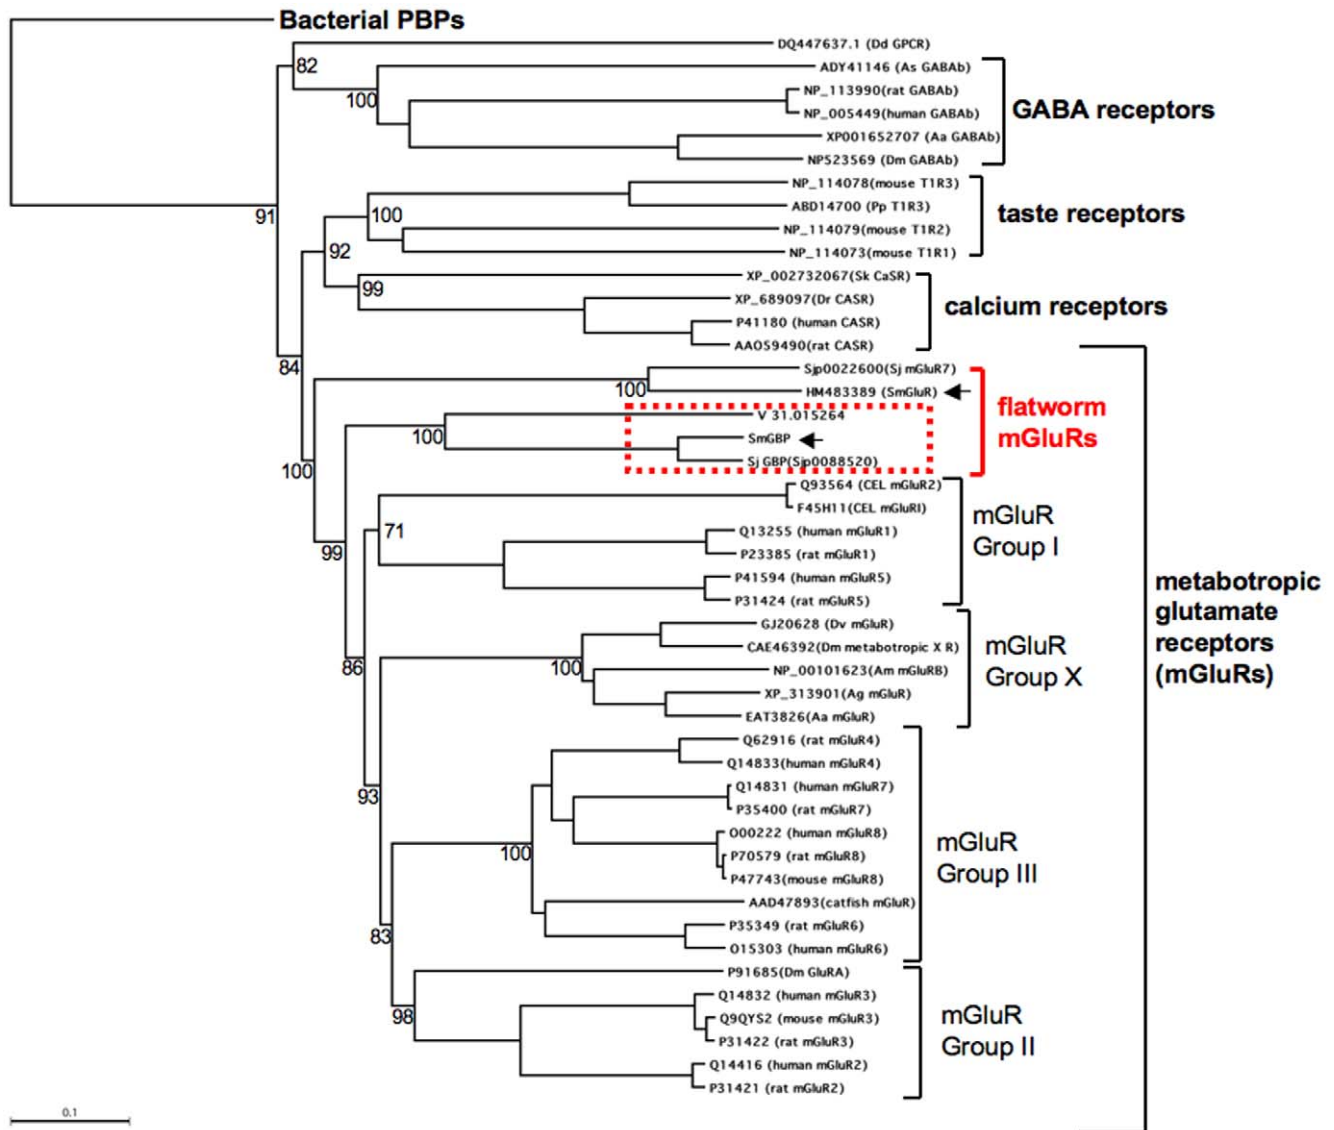 Bacterial PBPs
DQ447637.1 (Dd GPCR)
82
ADY41146 (As GABAb)
100
NP_113990(rat GABAb)
NP_005449(human GABAb)
GABA receptors
XP001652707 (Aa GABAb)
NP523569 (Dm GABAb)
NP_114078(mouse T1R3)
ABD14700 (Pp T1R3)
100
91
taste receptors
NP_114079(mouse T1R2)
NP_114073(mouse T1R1)
92
XP_002732067(Sk CaSR)
99
XP_689097(Dr CASR)
calcium receptors
P41180 (human CASR)
AAO59490(rat CASR)
84
Sjp0022600(Sj mGluR7)
100
HM483389 (SmGluR)
flatworm
mGluRs
V 31.015264
100
SmGBP
Sj GBP(Sjp0088520)
100
Q93564 (CEL mGluR2)
F45H11(CEL mGluRI)
mGluR
Group I
71
Q13255 (human mGluR1)
P23385 (rat mGluR1)
99
P41594 (human mGluR5)
P31424 (rat mGluR5)
metabotropic
glutamate
receptors
(mGluRs)
GJ20628 (Dv mGluR)
CAE46392(Dm metabotropic X R)
mGluR
Group X
86
100
NP_00101623(Am mGluRB)
XP_313901(Ag mGluR)
EAT3826(Aa mGluR)
Q62916 (rat mGluR4)
Q14833(human mGluR4)
93
Q14831 (human mGluR7)
P35400 (rat mGluR7)
O00222 (human mGluR8)
100
P70579 (rat mGluR8)
P47743(mouse mGluR8)
mGluR
Group III
AAD47893(catfish mGluR)
P35349 (rat mGluR6)
83
O15303 (human mGluR6)
P91685(Dm GluRA)
Q14832 (human mGluR3)
98
Q9QYS2 (mouse mGluR3)
P31422 (rat mGluR3)
mGluR
Group II
Q14416 (human mGluR2)
P31421 (rat mGluR2)
0.1